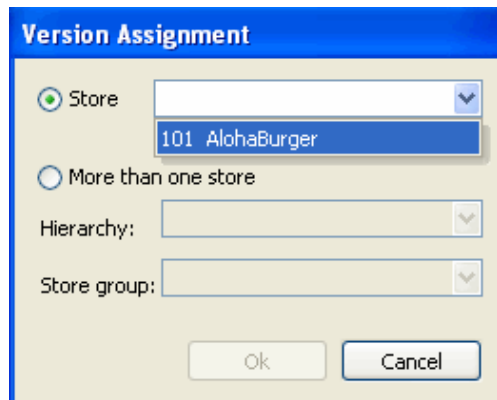 Version Assignment
Store
101 AlohaBurger
More than one store
Hierarchy:
Store group:
Ok Cancel